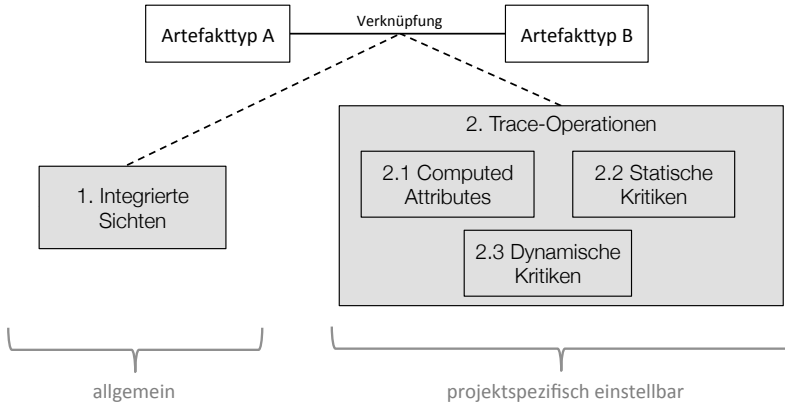 Verknüpfung
Artefakttyp A
Artefakttyp B
2. Trace-Operationen
2.1 Computed
Attributes
2.2 Statische
Kritiken
1. Integrierte
Sichten
2.3 Dynamische
Kritiken
allgemein
projektspezifisch einstellbar